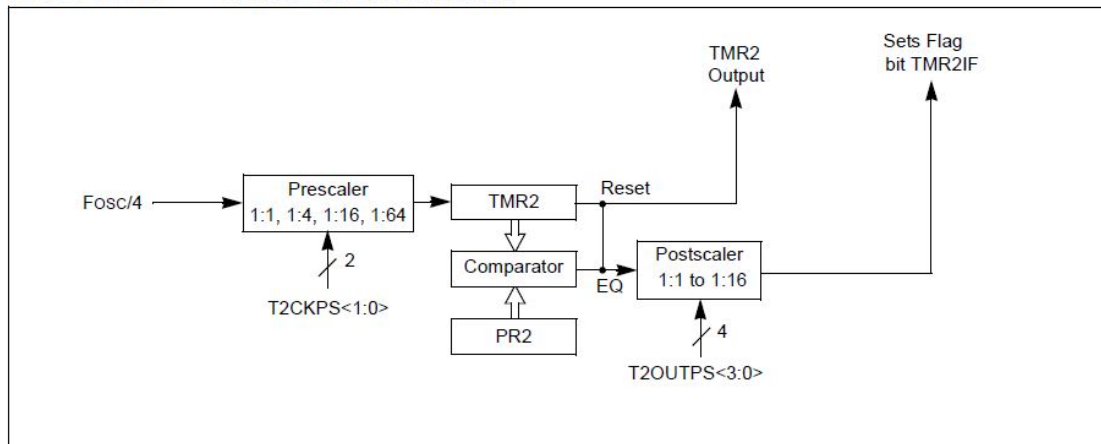 TMR2
Output
Sets Flag
bit TMR2IF
Fosc/4
Prescaler
1:1, 1:4, 1:16, 1:64
2
T2CKPS<1:0>
TMR2
Reset
Comparator
EQ
PR2
Postscaler
1:1 to 1:16
4
T2OUTPS<3:0>